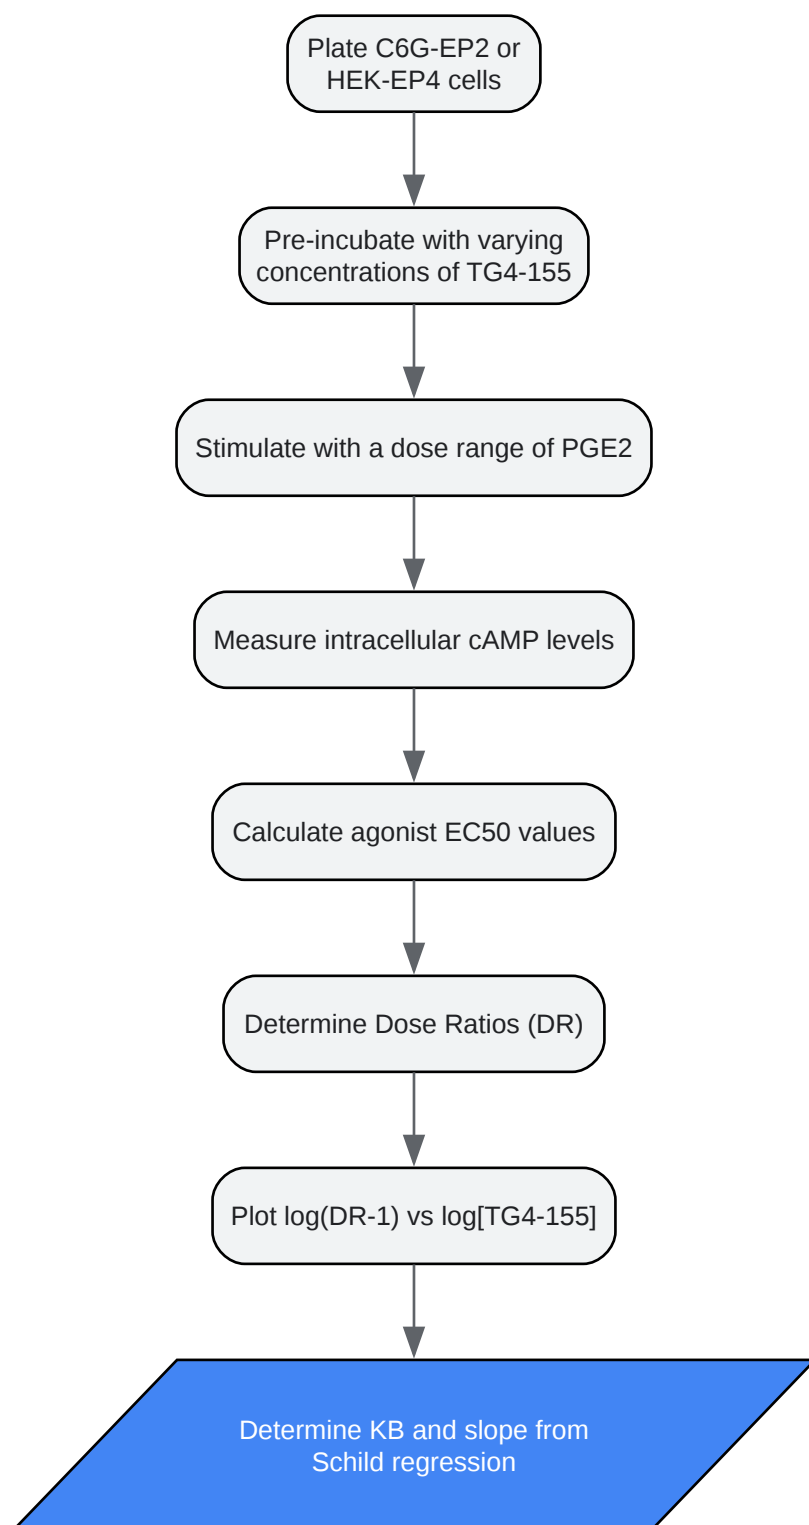 Plate C6G-EP2 or
HEK-EP4 cells
Pre-incubate with varying
concentrations of TG4-155
Stimulate with a dose range of PGE2
Measure intracellular cAMP levels
Calculate agonist EC50 values
Determine Dose Ratios (DR)
Plot log(DR-1) vs log[TG4-155]
Determine KB and slope from
Schild regression